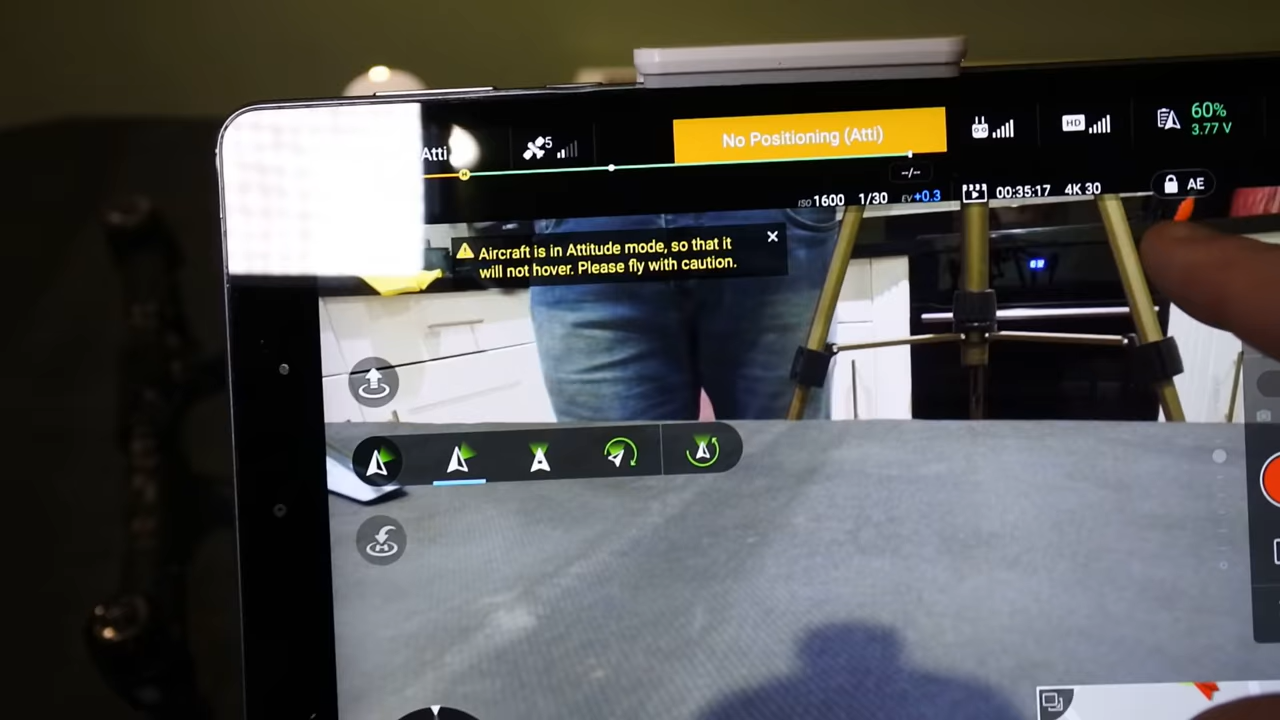 Atti
5
No Positioning (Atti)
HD
60%
3.77 V
H
--/--
ISO 1600 1/30 EV +0.3
00:35:17 4K 30
AE
Aircraft is in Attitude mode, so that it
will not hover. Please fly with caution.
H